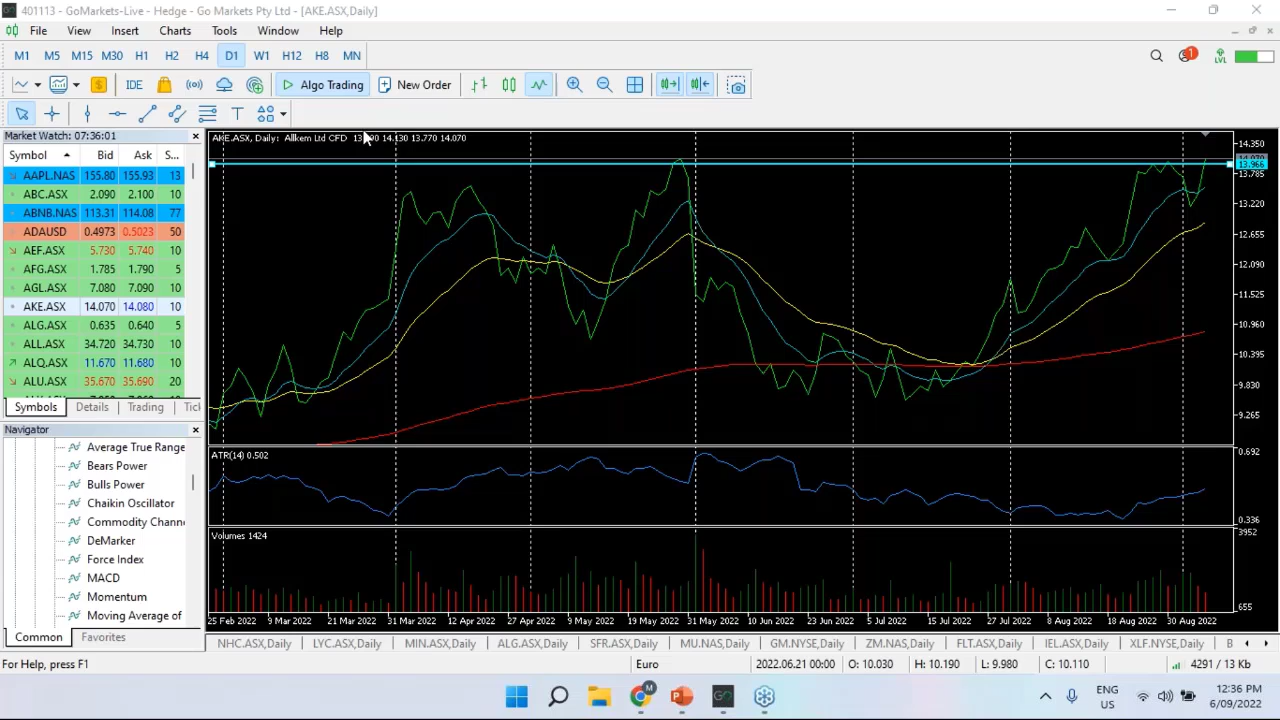 401113 - GoMarkets-Live - Hedge - Go Markets Pty Ltd - [AKE.ASX,Daily]
File View Insert Charts Tools Window Help
M1 M5 M15 M30 H1 H2 H4 D1 W1 H12 H8 MN
IDE Algo Trading New Order
Market Watch: 07:36:01
Symbol Bid Ask S...
AAPL.NAS 155.80 155.93 13
ABC.ASX 2.090 2.100 10
ABNB.NAS 113.31 114.08 77
ADAUSD 0.4973 0.5023 50
AEF.ASX 5.730 5.740 10
AFG.ASX 1.785 1.790 5
AGL.ASX 7.080 7.090 10
AKE.ASX 14.070 14.080 10
ALG.ASX 0.635 0.640 5
ALL.ASX 34.720 34.730 10
ALQ.ASX 11.670 11.680 10
ALU.ASX 35.670 35.690 20
Symbols Details Trading Tick
Navigator
Average True Range
Bears Power
Bulls Power
Chaikin Oscillator
Commodity Chann
DeMarker
Force Index
MACD
Momentum
Moving Average of
Common Favorites
AKE.ASX, Daily: Allkem Ltd CFD 14.130 13.770 14.070
14.350
13.966
13.785
13.220
12.655
12.090
11.525
10.960
10.395
9.830
9.265
ATR(14) 0.502
0.692
0.336
Volumes 1424
3952
655
25 Feb 2022 9 Mar 2022 21 Mar 2022 31 Mar 2022 12 Apr 2022 27 Apr 2022 9 May 2022 19 May 2022 31 May 2022 10 Jun 2022 23 Jun 2022 5 Jul 2022 15 Jul 2022 27 Jul 2022 8 Aug 2022 18 Aug 2022 30 Aug 2022
NHC.ASX,Daily LYC.ASX,Daily MIN.ASX,Daily ALG.ASX,Daily SFR.ASX,Daily MU.NAS,Daily GM.NYSE,Daily ZM.NAS,Daily FLT.ASX,Daily IEL.ASX,Daily XLF.NYSE,Daily B
For Help, press F1 Euro 2022.06.21 00:00 O: 10.030 H: 10.190 L: 9.980 C: 10.110 4291 / 13 Kb
ENG
US
12:36 PM
6/09/2022